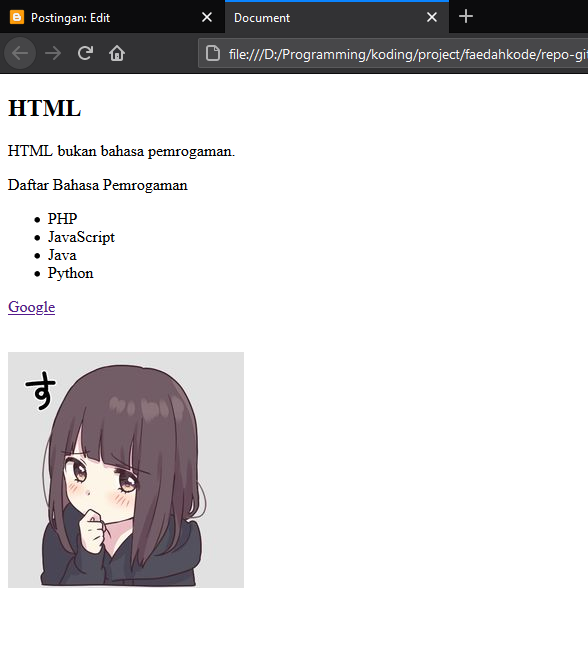 Postingan: Edit
Document
file:///D:/Programming/koding/project/faedahkode/repo-git
HTML
HTML bukan bahasa pemrogaman.
Daftar Bahasa Pemrogaman
PHP
JavaScript
Java
Python
Google
す